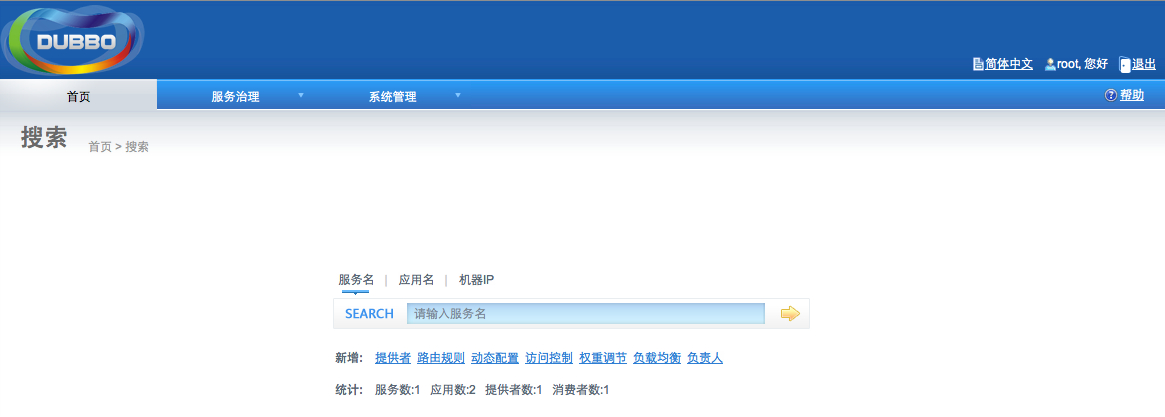 DUBBO
简体中文 root, 您好 退出
首页 服务治理 系统管理 帮助
搜索 首页 > 搜索
服务名 | 应用名 | 机器IP
SEARCH 请输入服务名
新增: 提供者 路由规则 动态配置 访问控制 权重调节 负载均衡 负责人
统计: 服务数:1 应用数:2 提供者数:1 消费者数:1